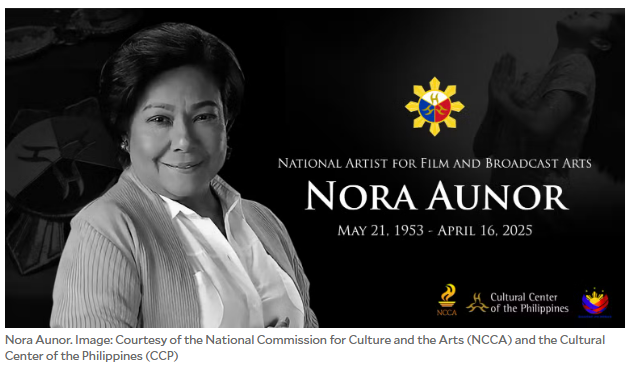 NATIONAL ARTIST FOR FILM AND BROADCAST ARTS
NORA AUNOR
MAY 21, 1953 - APRIL 16, 2025
NCCA
Cultural Center
of the Philippines
Nora Aunor. Image: Courtesy of the National Commission for Culture and the Arts (NCCA) and the Cultural
Center of the Philippines (CCP)